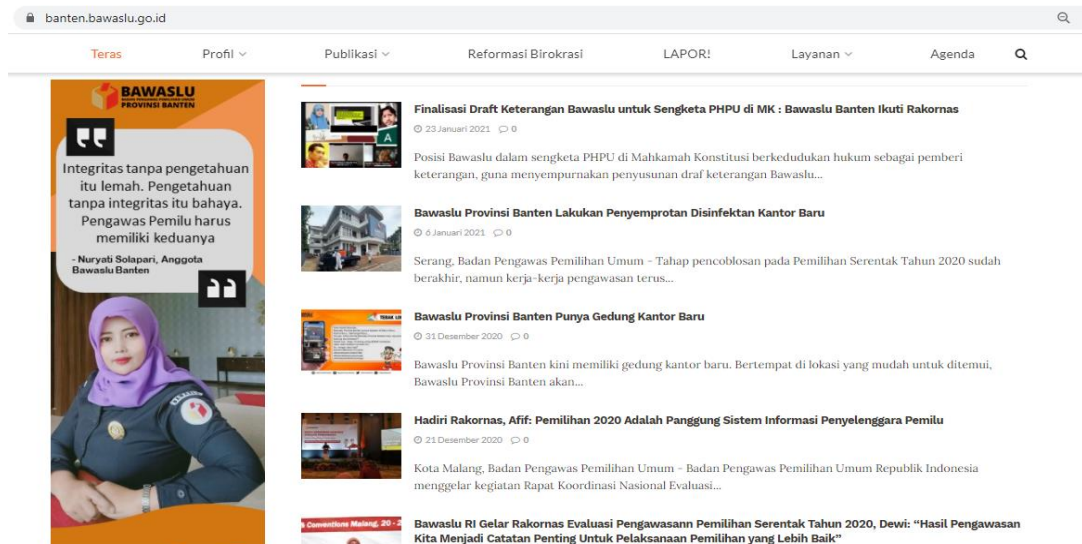 banten.bawaslu.go.id
Teras Profil Publikasi Reformasi Birokrasi LAPOR! Layanan Agenda
BAWASLU
BADAN PENGAWAS PEMILIHAN UMUM
PROVINSI BANTEN
Integritas tanpa pengetahuan
itu lemah. Pengetahuan
tanpa integritas itu bahaya.
Pengawas Pemilu harus
memiliki keduanya
- Nuryati Solapari, Anggota
Bawaslu Banten
Finalisasi Draft Keterangan Bawaslu untuk Sengketa PHPU di MK : Bawaslu Banten Ikuti Rakornas
23 Januari 2021 0
Posisi Bawaslu dalam sengketa PHPU di Mahkamah Konstitusi berkedudukan hukum sebagai pemberi
keterangan, guna menyempurnakan penyusunan draf keterangan Bawaslu...
Bawaslu Provinsi Banten Lakukan Penyemprotan Disinfektan Kantor Baru
6 Januari 2021 0
Serang, Badan Pengawas Pemilihan Umum – Tahap pencoblosan pada Pemilihan Serentak Tahun 2020 sudah
berakhir, namun kerja-kerja pengawasan terus...
Bawaslu Provinsi Banten Punya Gedung Kantor Baru
31 Desember 2020 0
Bawaslu Provinsi Banten kini memiliki gedung kantor baru. Bertempat di lokasi yang mudah untuk ditemui,
Bawaslu Provinsi Banten akan...
Hadiri Rakornas, Afif: Pemilihan 2020 Adalah Panggung Sistem Informasi Penyelenggara Pemilu
21 Desember 2020 0
Kota Malang, Badan Pengawas Pemilihan Umum – Badan Pengawas Pemilihan Umum Republik Indonesia
menggelar kegiatan Rapat Koordinasi Nasional Evaluasi...
Conventions Malang, 20 - 2
Bawaslu RI Gelar Rakornas Evaluasi Pengawasann Pemilihan Serentak Tahun 2020, Dewi: “Hasil Pengawasan
Kita Menjadi Catatan Penting Untuk Pelaksanaan Pemilihan yang Lebih Baik”